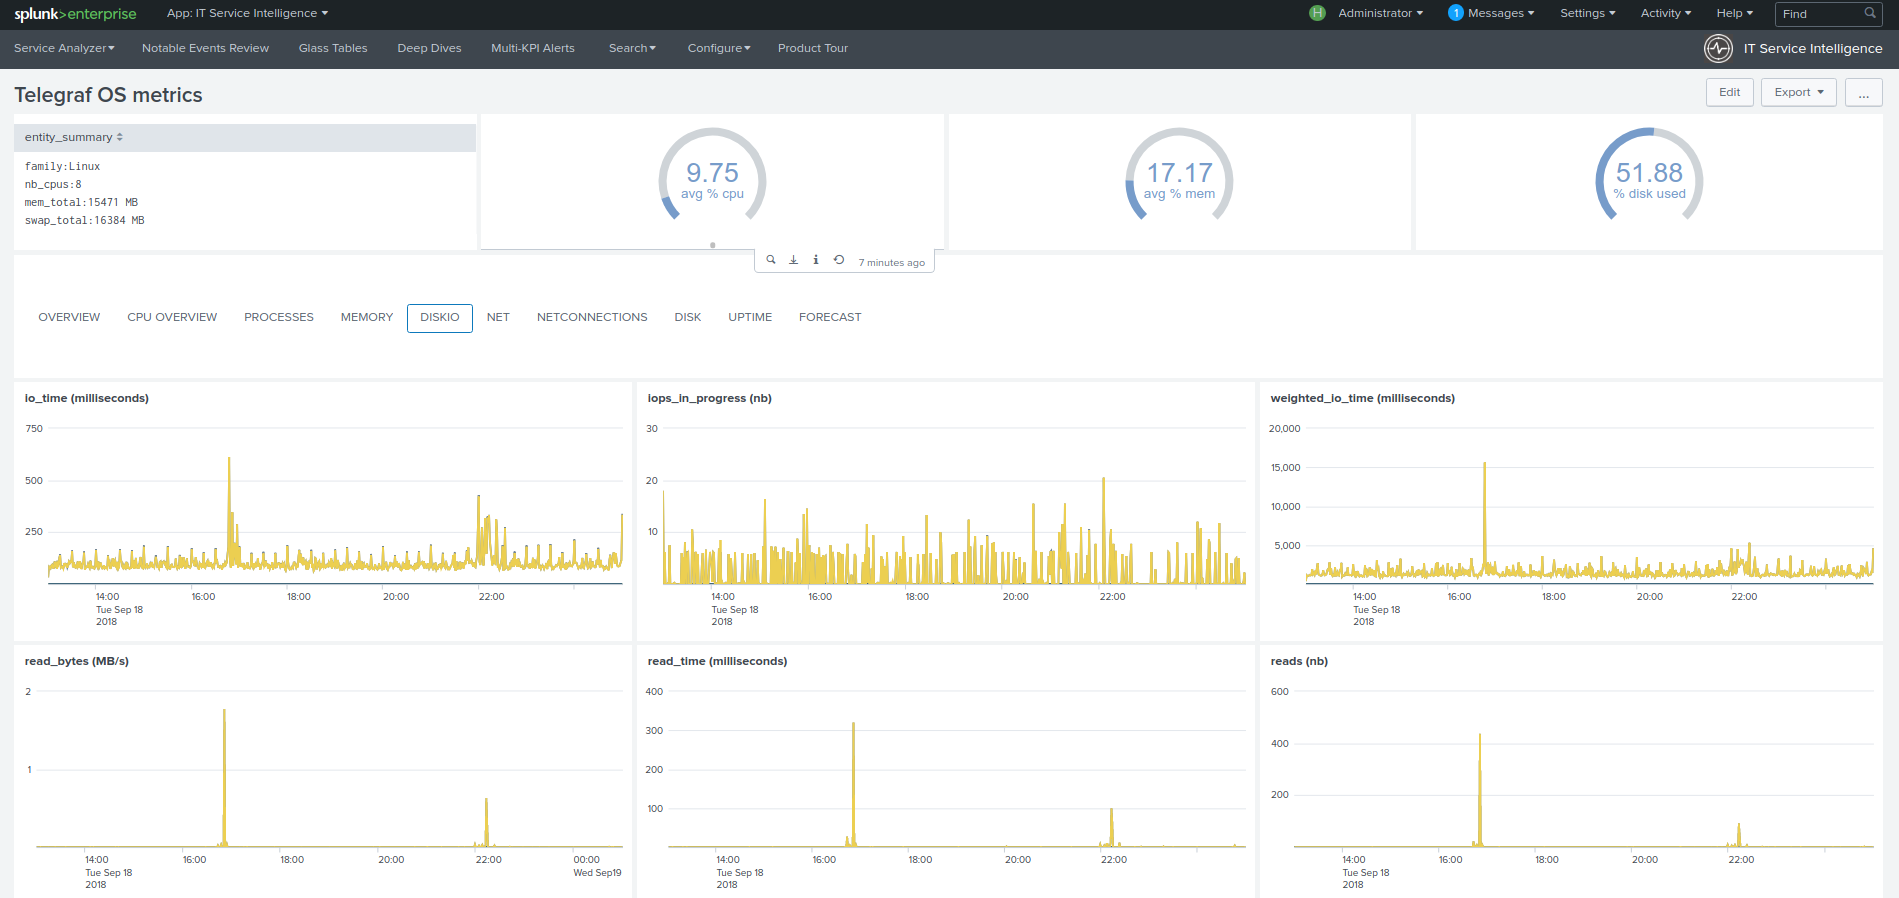 splunk>enterprise App: IT Service Intelligence H Administrator 1 Messages Settings Activity Help Find
Service Analyzer Notable Events Review Glass Tables Deep Dives Multi-KPI Alerts Search Configure Product Tour IT Service Intelligence
Telegraf OS metrics Edit Export ...
entity_summary
family:Linux
nb_cpus:8
mem_total:15471 MB
swap_total:16384 MB
9.75
avg % cpu
17.17
avg % mem
51.88
% disk used
7 minutes ago
OVERVIEW CPU OVERVIEW PROCESSES MEMORY DISKIO NET NETCONNECTIONS DISK UPTIME FORECAST
io_time (milliseconds)
750
500
250
14:00 16:00 18:00 20:00 22:00
Tue Sep 18
2018
iops_in_progress (nb)
30
20
10
14:00 16:00 18:00 20:00 22:00
Tue Sep 18
2018
weighted_io_time (milliseconds)
20,000
15,000
10,000
5,000
14:00 16:00 18:00 20:00 22:00
Tue Sep 18
2018
read_bytes (MB/s)
2
1
14:00 16:00 18:00 20:00 22:00 00:00
Tue Sep 18 Wed Sep19
2018
read_time (milliseconds)
400
300
200
100
14:00 16:00 18:00 20:00 22:00
Tue Sep 18
2018
reads (nb)
600
400
200
14:00 16:00 18:00 20:00 22:00
Tue Sep 18
2018